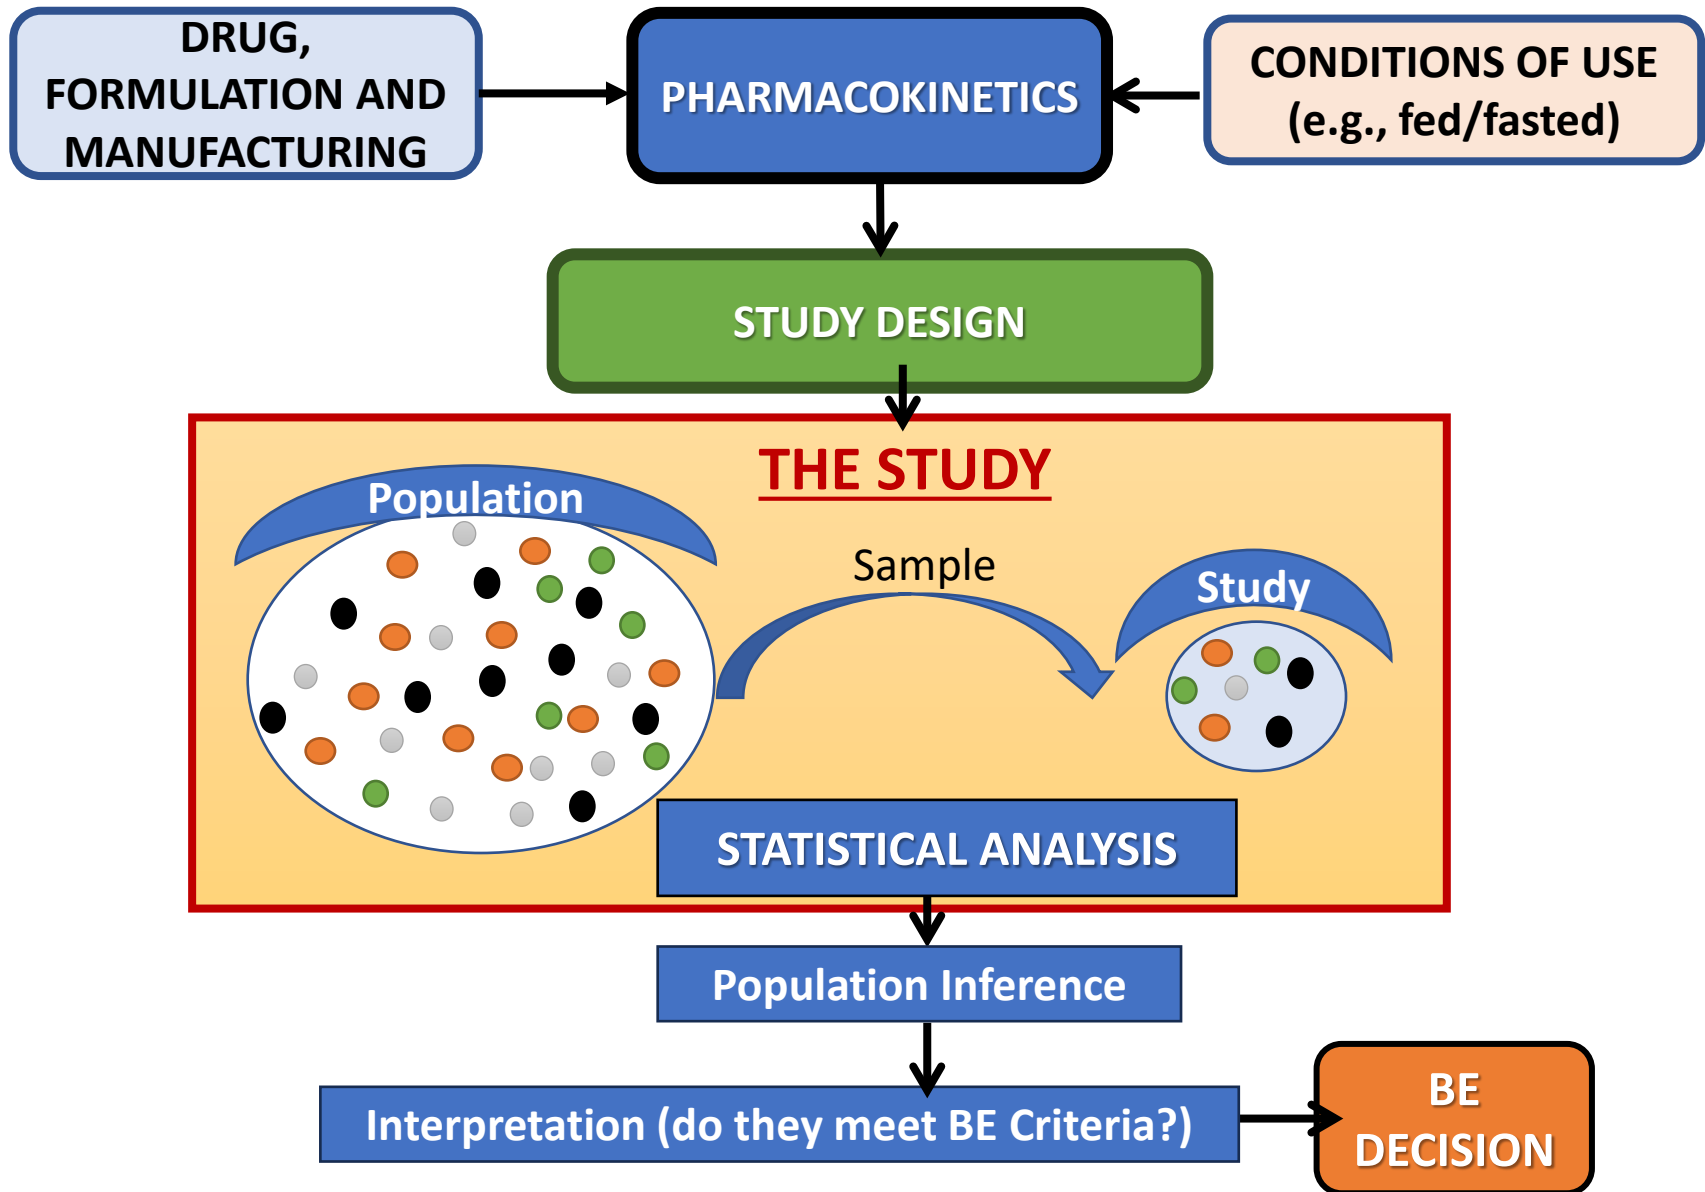 DRUG,
FORMULATION AND
MANUFACTURING
PHARMACOKINETICS
CONDITIONS OF USE
(e.g., fed/fasted)
STUDY DESIGN
THE STUDY
Population
Sample
Study
STATISTICAL ANALYSIS
Population Inference
Interpretation (do they meet BE Criteria?)
BE
DECISION